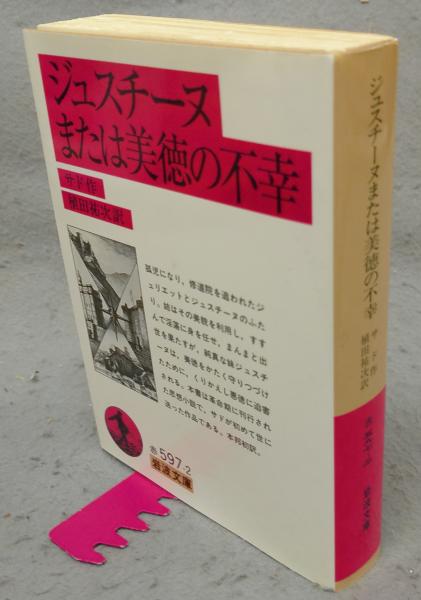 ジュスチーヌ
または美徳の不幸
サド作
植田祐次訳
孤児になり，修道院を追われたジ
ュリエットとジュスチーヌのふた
り。姉はその美貌を利用し，すす
んで淫蕩に身を任せ，まんまと出
世を果たすが，純真な妹ジュスチ
ーヌは，美徳をかたく守りつづけ
たために，くりかえし悪徳に迫害
される。本書は革命期に刊行され
た思想小説で，サドが初めて世に
送った作品である。本邦初訳。
赤597-2
岩波文庫
ジュスチーヌまたは美徳の不幸
サド作
植田祐次訳
岩波文庫